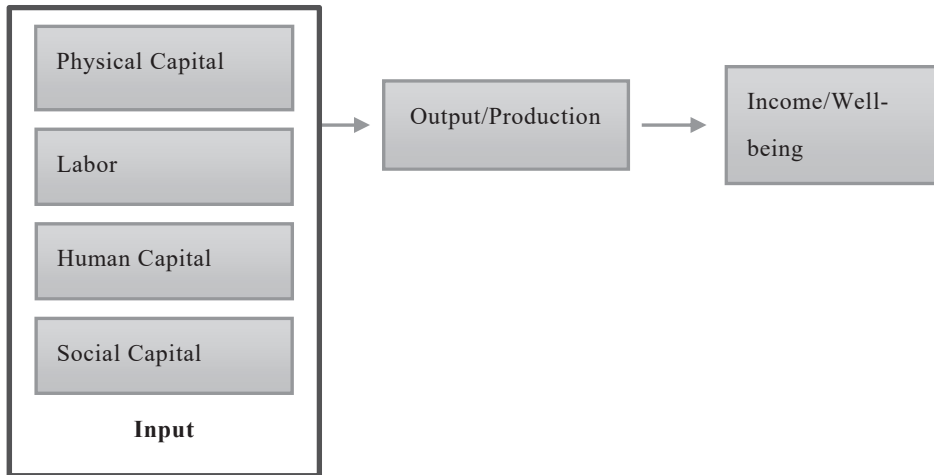 Physical Capital
Labor
Human Capital
Social Capital
Input
Output/Production
Income/Well-
being